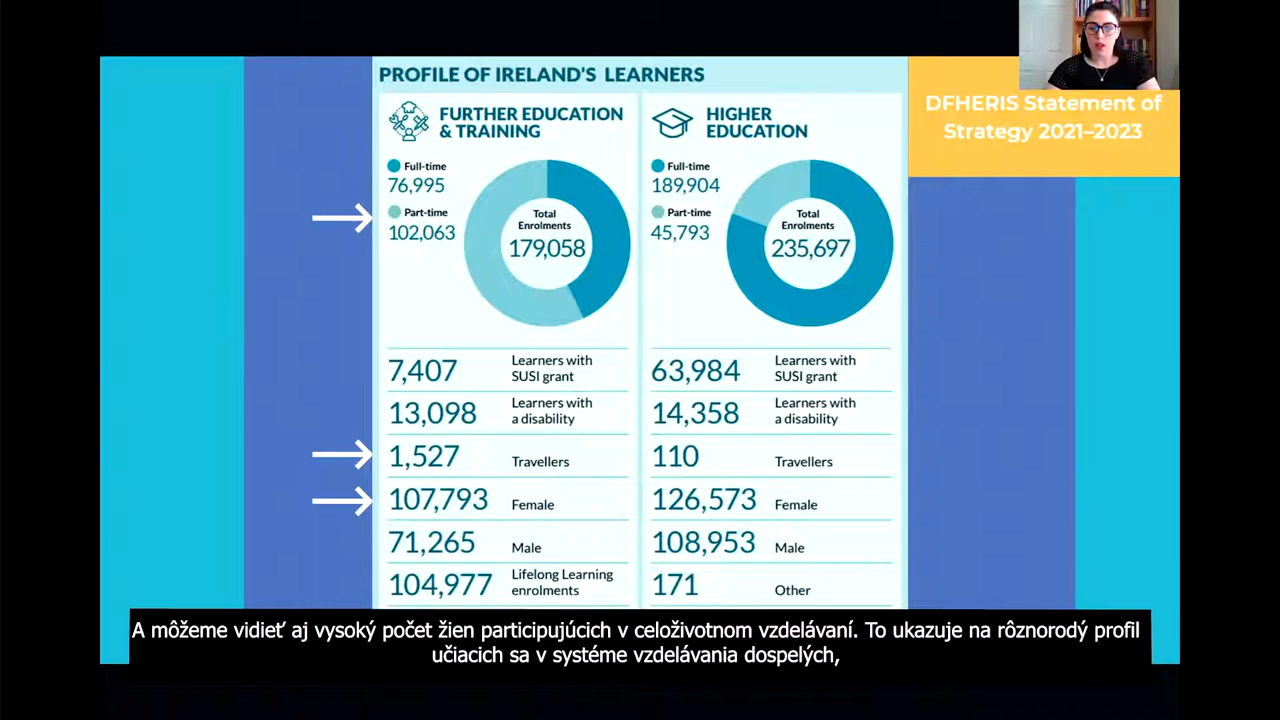 PROFILE OF IRELAND'S LEARNERS
DFHERIS Statement of
Strategy 2021–2023
FURTHER EDUCATION
& TRAINING
Full-time
76,995
Part-time
102,063
Total
Enrolments
179,058
7,407
Learners with
SUSI grant
13,098
Learners with
a disability
1,527
Travellers
107,793
Female
71,265
Male
104,977
Lifelong Learning
enrolments
HIGHER
EDUCATION
Full-time
189,904
Part-time
45,793
Total
Enrolments
235,697
63,984
Learners with
SUSI grant
14,358
Learners with
a disability
110
Travellers
126,573
Female
108,953
Male
171
Other
A môžeme vidieť aj vysoký počet žien participujúcich v celoživotnom vzdelávaní. To ukazuje na rôznorodý profil
učiacich sa v systéme vzdelávania dospelých,